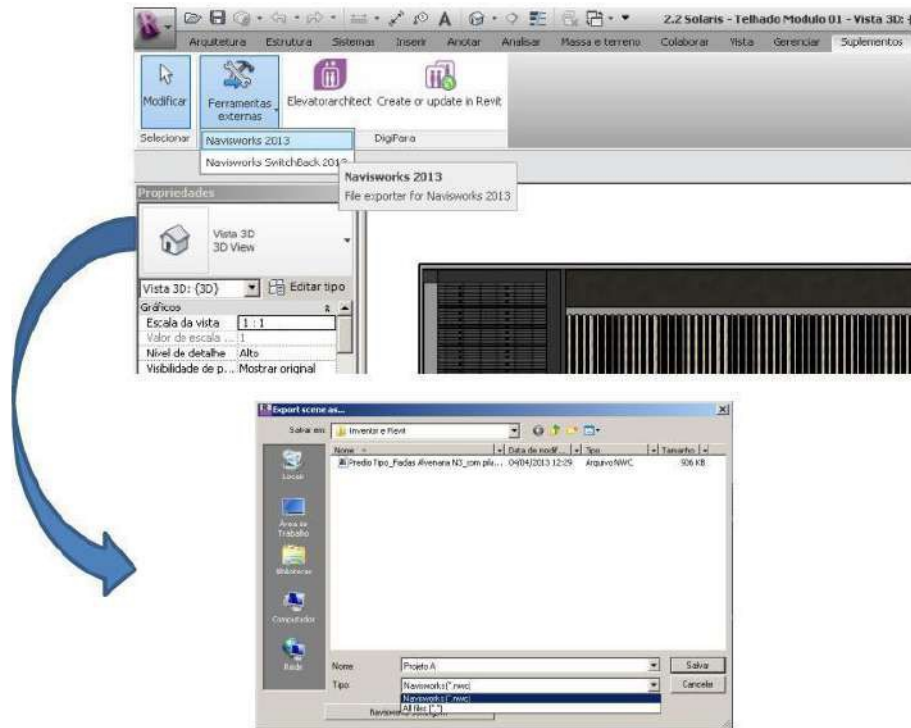 2.2 Solaris - Telhado Modulo 01 - Vista 3D: {
Arquitetura Estrutura Sistemas Inserir Anotar Analisar Massa e terreno Colaborar Vista Gerenciar Suplementos
Modificar
Ferramentas externas
Elevatorarchitect
Create or update in Revit
Selecionar
DigiPara
Navisworks 2013
Navisworks SwitchBack 2013
Navisworks 2013
File exporter for Navisworks 2013
Propriedades
Vista 3D
3D View
Vista 3D: {3D}
Editar tipo
Gráficos
Escala da vista 1 : 1
Valor de escala ... 1
Nível de detalhe Alto
Visibilidade de p... Mostrar original
Export scene as...
Salvar em: Inventor e Revit
Nome Data de modif... Tipo Tamanho
Predio Tipo_Fiadas Alvenaria N3_com pila... 04/04/2013 12:29 Arquivo NWC 906 KB
Locais
Área de Trabalho
Bibliotecas
Computador
Rede
Nome: Projeto A Salvar
Tipo: Navisworks (*.nwc) Cancelar
Navisworks (*.nwc)
All files (*.*)